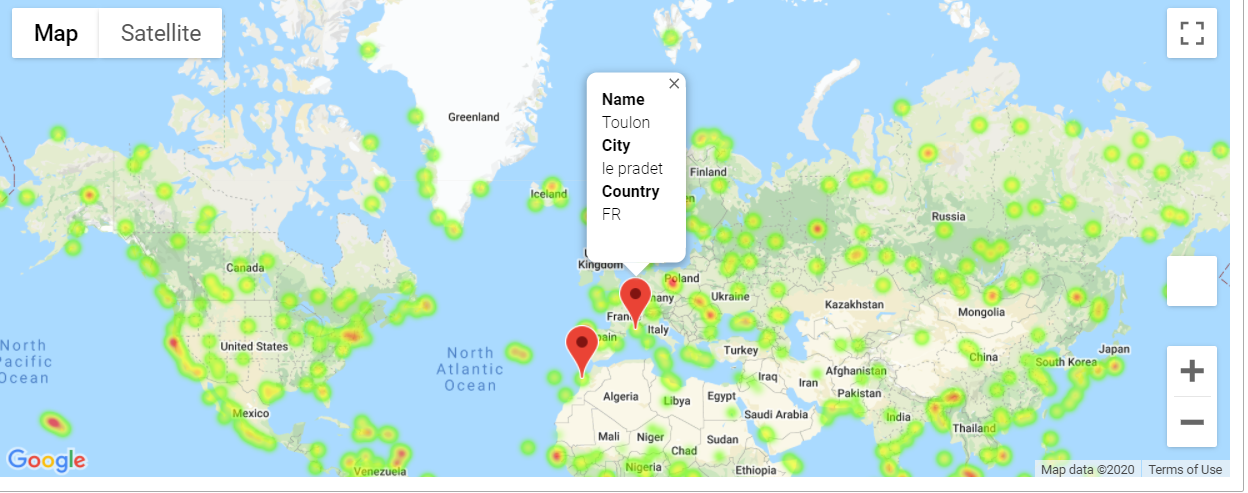 Map
Satellite
Greenland
Name
Toulon
City
le pradet
Country
FR
Finland
Iceland
Russia
Canada
Kingdom
Poland
Ukraine
Kazakhstan
Mongolia
Italy
United States
North
Pacific
Ocean
North
Atlantic
Ocean
Turkey
China
South Korea
Japan
Iraq
Iran
Afghanistan
Pakistan
Algeria
Libya
Egypt
Saudi Arabia
India
Mexico
Mali
Niger
Chad
Sudan
Thailand
Nigeria
Ethiopia
Venezuela
Google
Map data ©2020
Terms of Use